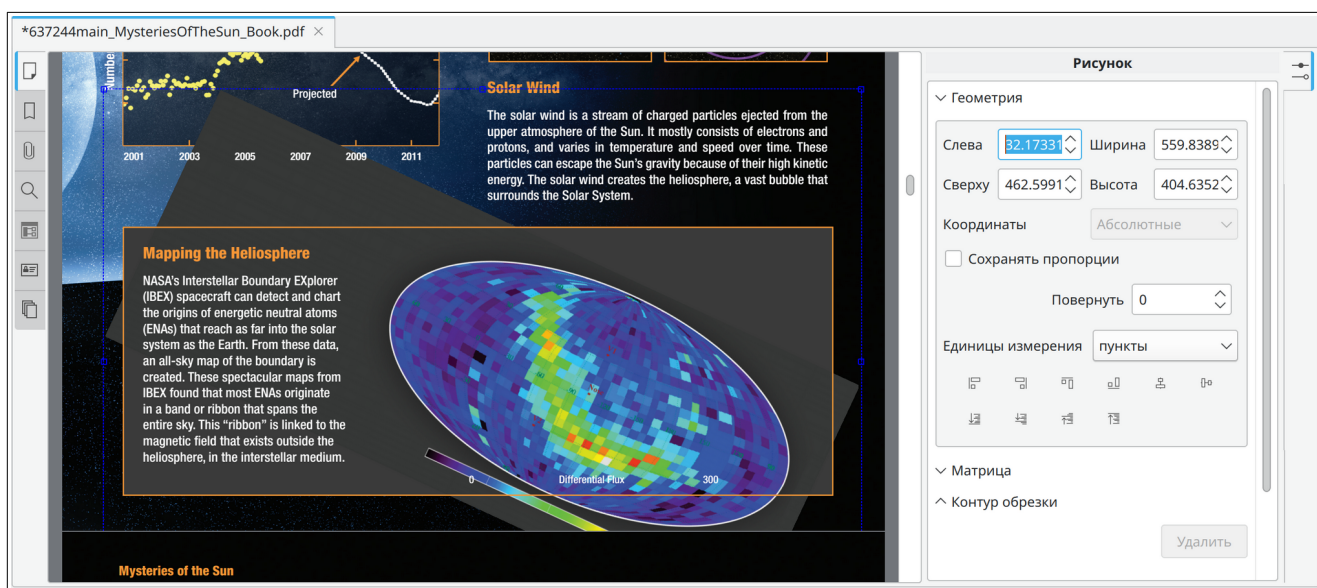 *637244main_MysteriesOfTheSun_Book.pdf
Number
Projected
2001 2003 2005 2007 2009 2011
Solar Wind
The solar wind is a stream of charged particles ejected from the
upper atmosphere of the Sun. It mostly consists of electrons and
protons, and varies in temperature and speed over time. These
particles can escape the Sun's gravity because of their high kinetic
energy. The solar wind creates the heliosphere, a vast bubble that
surrounds the Solar System.
Mapping the Heliosphere
NASA's Interstellar Boundary EXplorer
(IBEX) spacecraft can detect and chart
the origins of energetic neutral atoms
(ENAs) that reach as far into the solar
system as the Earth. From these data,
an all-sky map of the boundary is
created. These spectacular maps from
IBEX found that most ENAs originate
in a band or ribbon that spans the
entire sky. This “ribbon” is linked to the
magnetic field that exists outside the
heliosphere, in the interstellar medium.
0 Differential Flux 300
Mysteries of the Sun
Рисунок
Геометрия
Слева 32.17331 Ширина 559.8389
Сверху 462.5991 Высота 404.6352
Координаты Абсолютные
Сохранять пропорции
Повернуть 0
Единицы измерения пункты
Матрица
Контур обрезки
Удалить